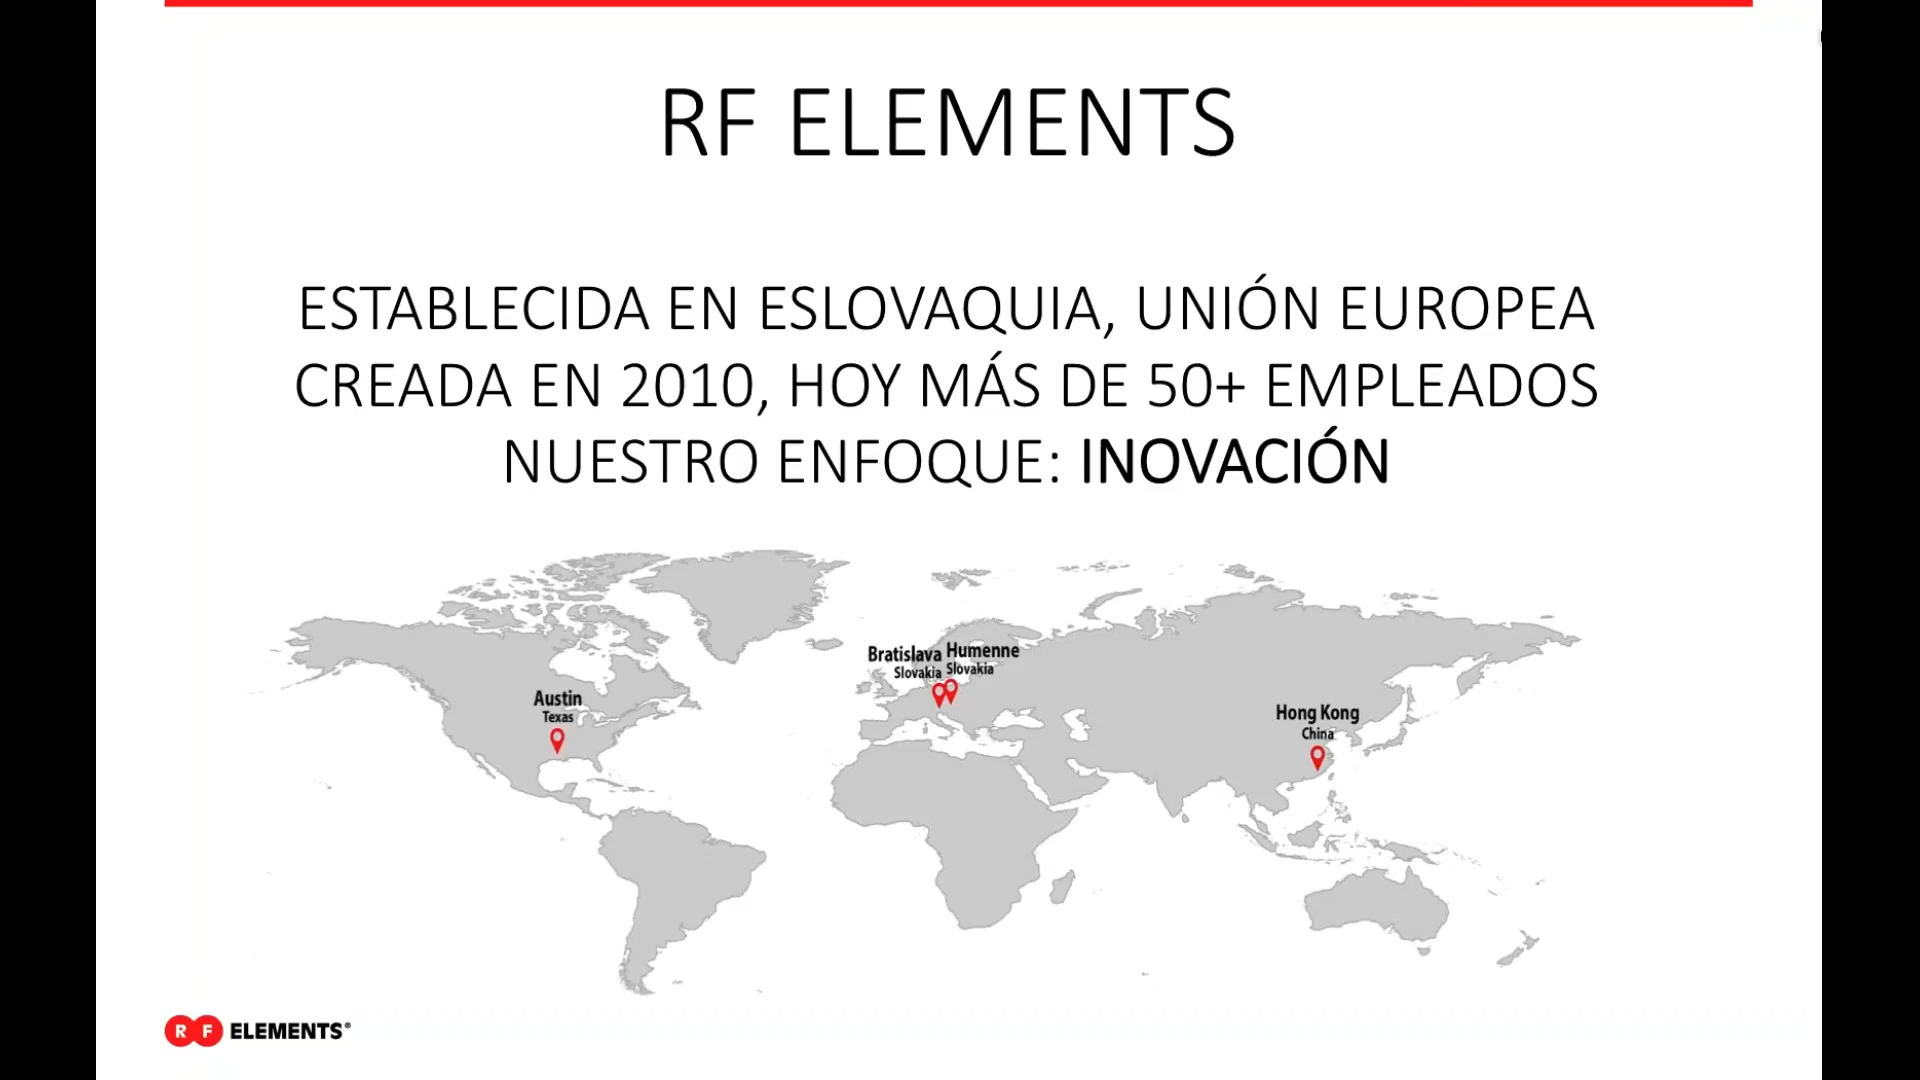 RF ELEMENTS
ESTABLECIDA EN ESLOVAQUIA, UNIÓN EUROPEA
CREADA EN 2010, HOY MÁS DE 50+ EMPLEADOS
NUESTRO ENFOQUE: INOVACIÓN
Bratislava
Slovakia
Humenne
Slovakia
Austin
Texas
Hong Kong
China
RF ELEMENTS®